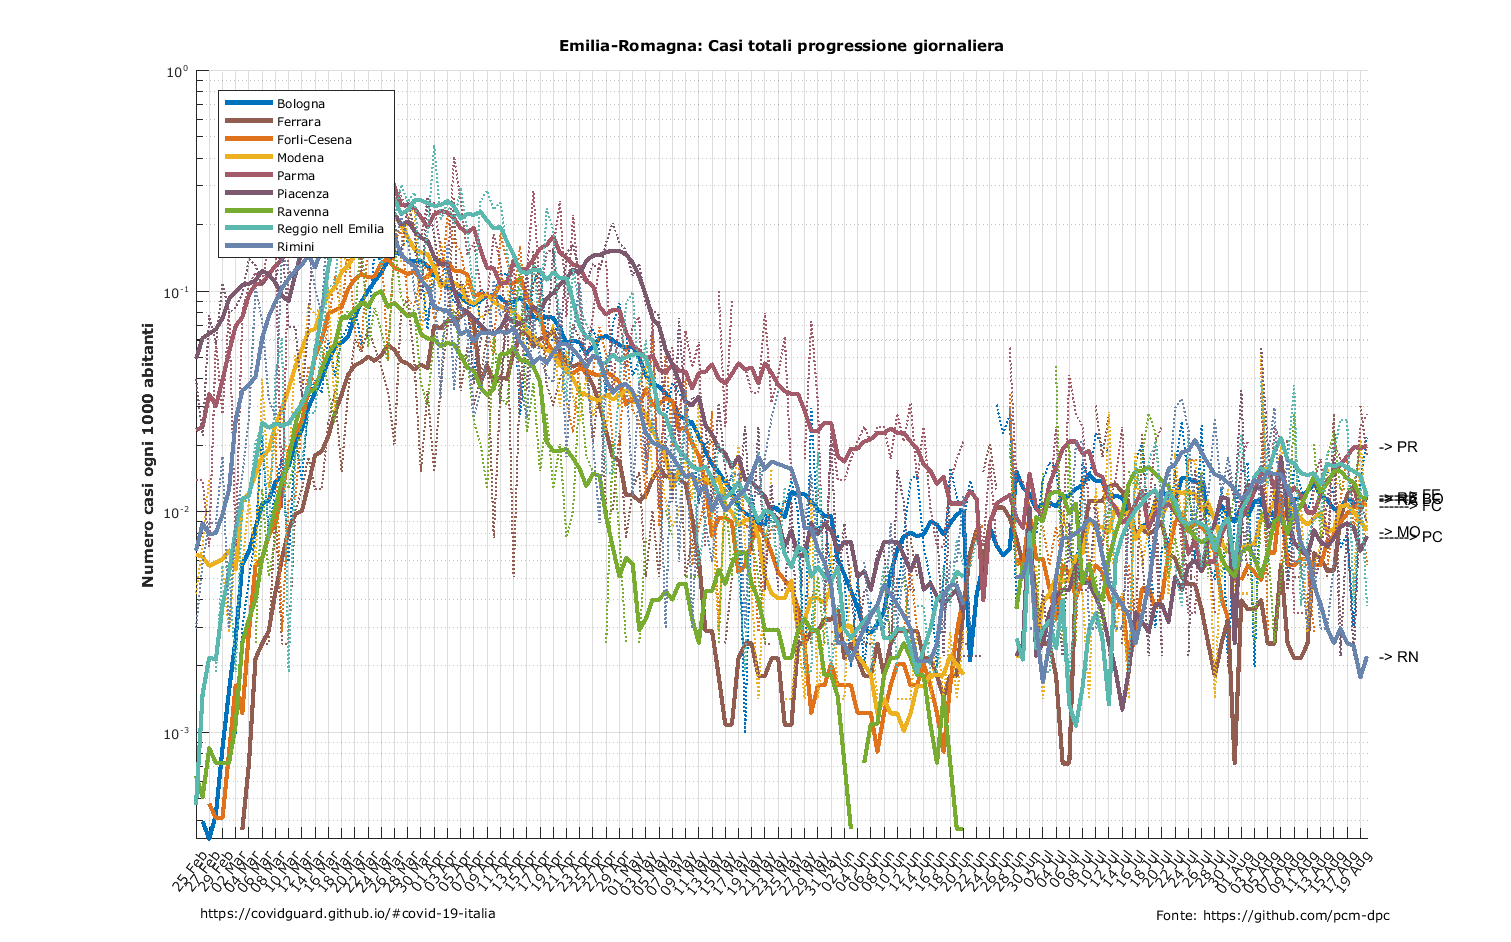 Emilia-Romagna: Casi totali progressione giornaliera
Numero casi ogni 1000 abitanti
10⁰
10⁻¹
10⁻²
10⁻³
Bologna
Ferrara
Forlì-Cesena
Modena
Parma
Piacenza
Ravenna
Reggio nell Emilia
Rimini
-> PR
FC
-> MO
PC
-> RN
25 Feb
27 Feb
29 Feb
02 Mar
04 Mar
06 Mar
08 Mar
10 Mar
12 Mar
14 Mar
16 Mar
18 Mar
20 Mar
22 Mar
24 Mar
26 Mar
28 Mar
30 Mar
01 Apr
03 Apr
05 Apr
07 Apr
09 Apr
11 Apr
13 Apr
15 Apr
17 Apr
19 Apr
21 Apr
23 Apr
25 Apr
27 Apr
29 Apr
01 May
03 May
05 May
07 May
09 May
11 May
13 May
15 May
17 May
19 May
21 May
23 May
25 May
27 May
29 May
31 May
02 Jun
04 Jun
06 Jun
08 Jun
10 Jun
12 Jun
14 Jun
16 Jun
18 Jun
20 Jun
22 Jun
24 Jun
26 Jun
28 Jun
30 Jun
02 Jul
04 Jul
06 Jul
08 Jul
10 Jul
12 Jul
14 Jul
16 Jul
18 Jul
20 Jul
22 Jul
24 Jul
26 Jul
28 Jul
30 Jul
01 Aug
03 Aug
05 Aug
07 Aug
09 Aug
11 Aug
13 Aug
15 Aug
17 Aug
19 Aug
https://covidguard.github.io/#covid-19-italia
Fonte: https://github.com/pcm-dpc